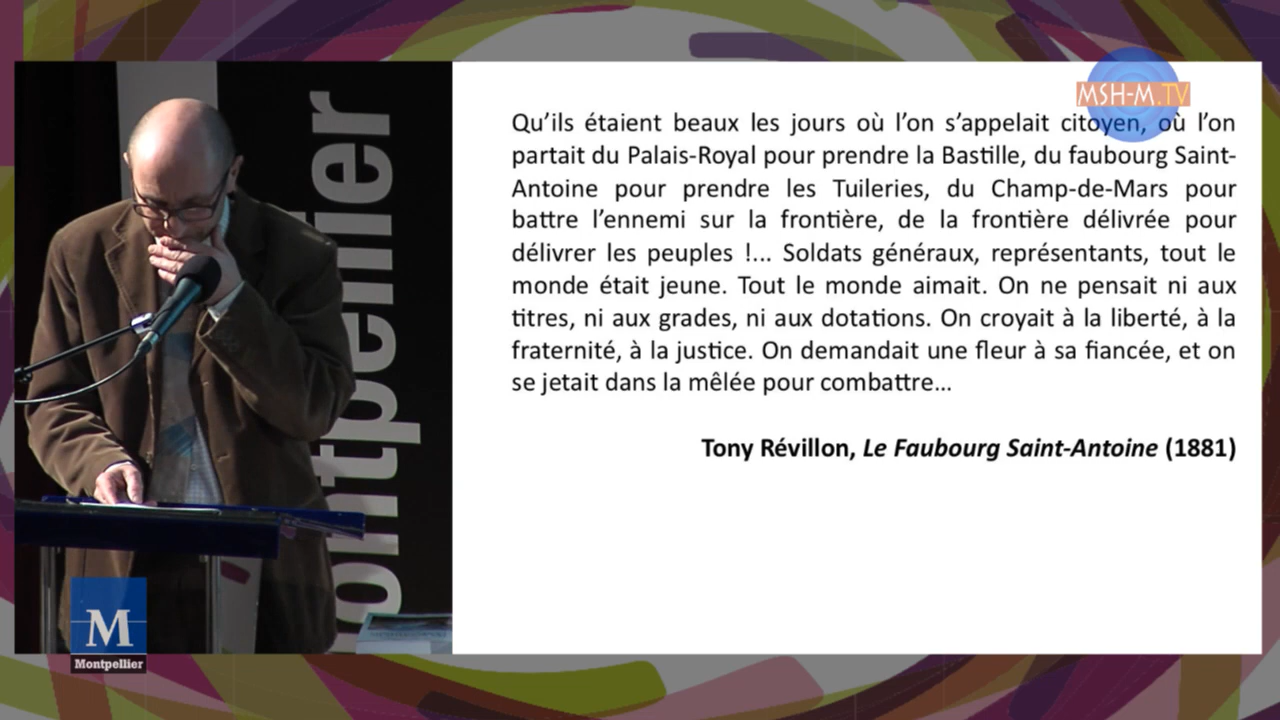 MSH-M.TV
Qu’ils étaient beaux les jours où l’on s’appelait citoyen, où l’on
partait du Palais-Royal pour prendre la Bastille, du faubourg Saint-
Antoine pour prendre les Tuileries, du Champ-de-Mars pour
battre l’ennemi sur la frontière, de la frontière délivrée pour
délivrer les peuples !... Soldats généraux, représentants, tout le
monde était jeune. Tout le monde aimait. On ne pensait ni aux
titres, ni aux grades, ni aux dotations. On croyait à la liberté, à la
fraternité, à la justice. On demandait une fleur à sa fiancée, et on
se jetait dans la mêlée pour combattre…
Tony Révillon, Le Faubourg Saint-Antoine (1881)
ontpellier
M
Montpellier